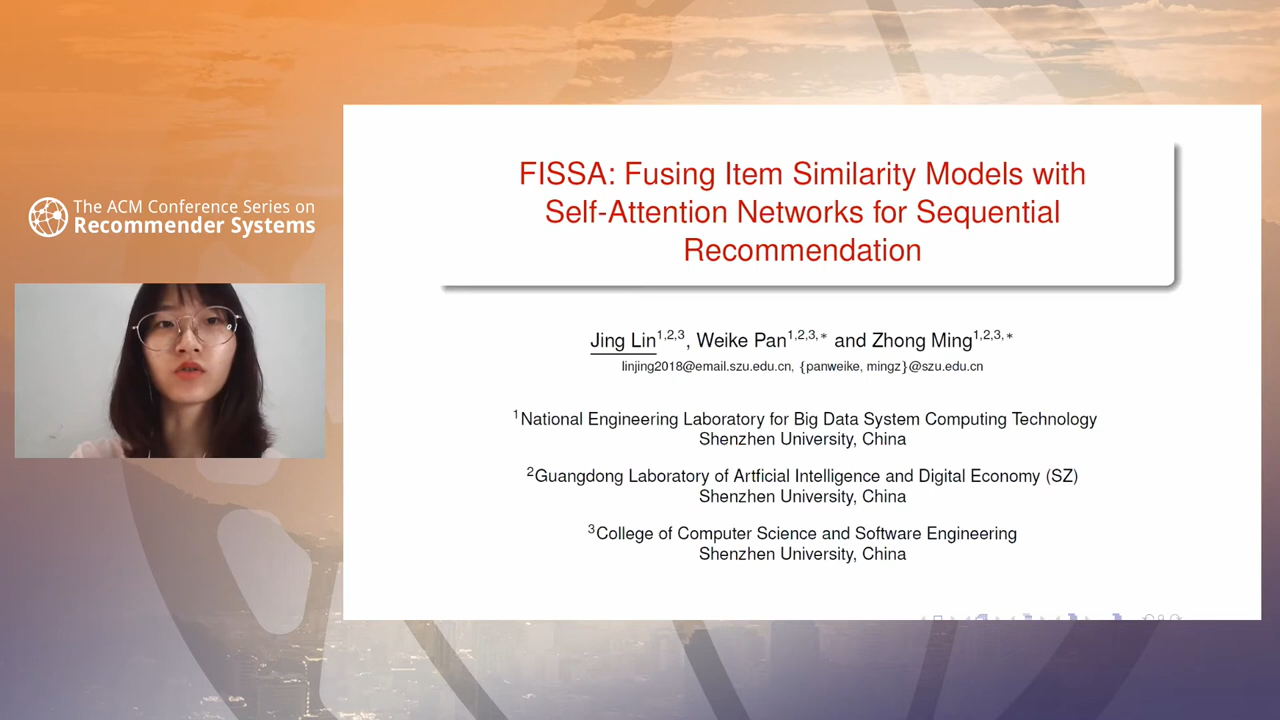 The ACM Conference Series on
Recommender Systems
FISSA: Fusing Item Similarity Models with
Self-Attention Networks for Sequential
Recommendation
Jing Lin1,2,3, Weike Pan1,2,3,* and Zhong Ming1,2,3,*
linjing2018@email.szu.edu.cn, {panweike, mingz}@szu.edu.cn
1National Engineering Laboratory for Big Data System Computing Technology
Shenzhen University, China
2Guangdong Laboratory of Artficial Intelligence and Digital Economy (SZ)
Shenzhen University, China
3College of Computer Science and Software Engineering
Shenzhen University, China